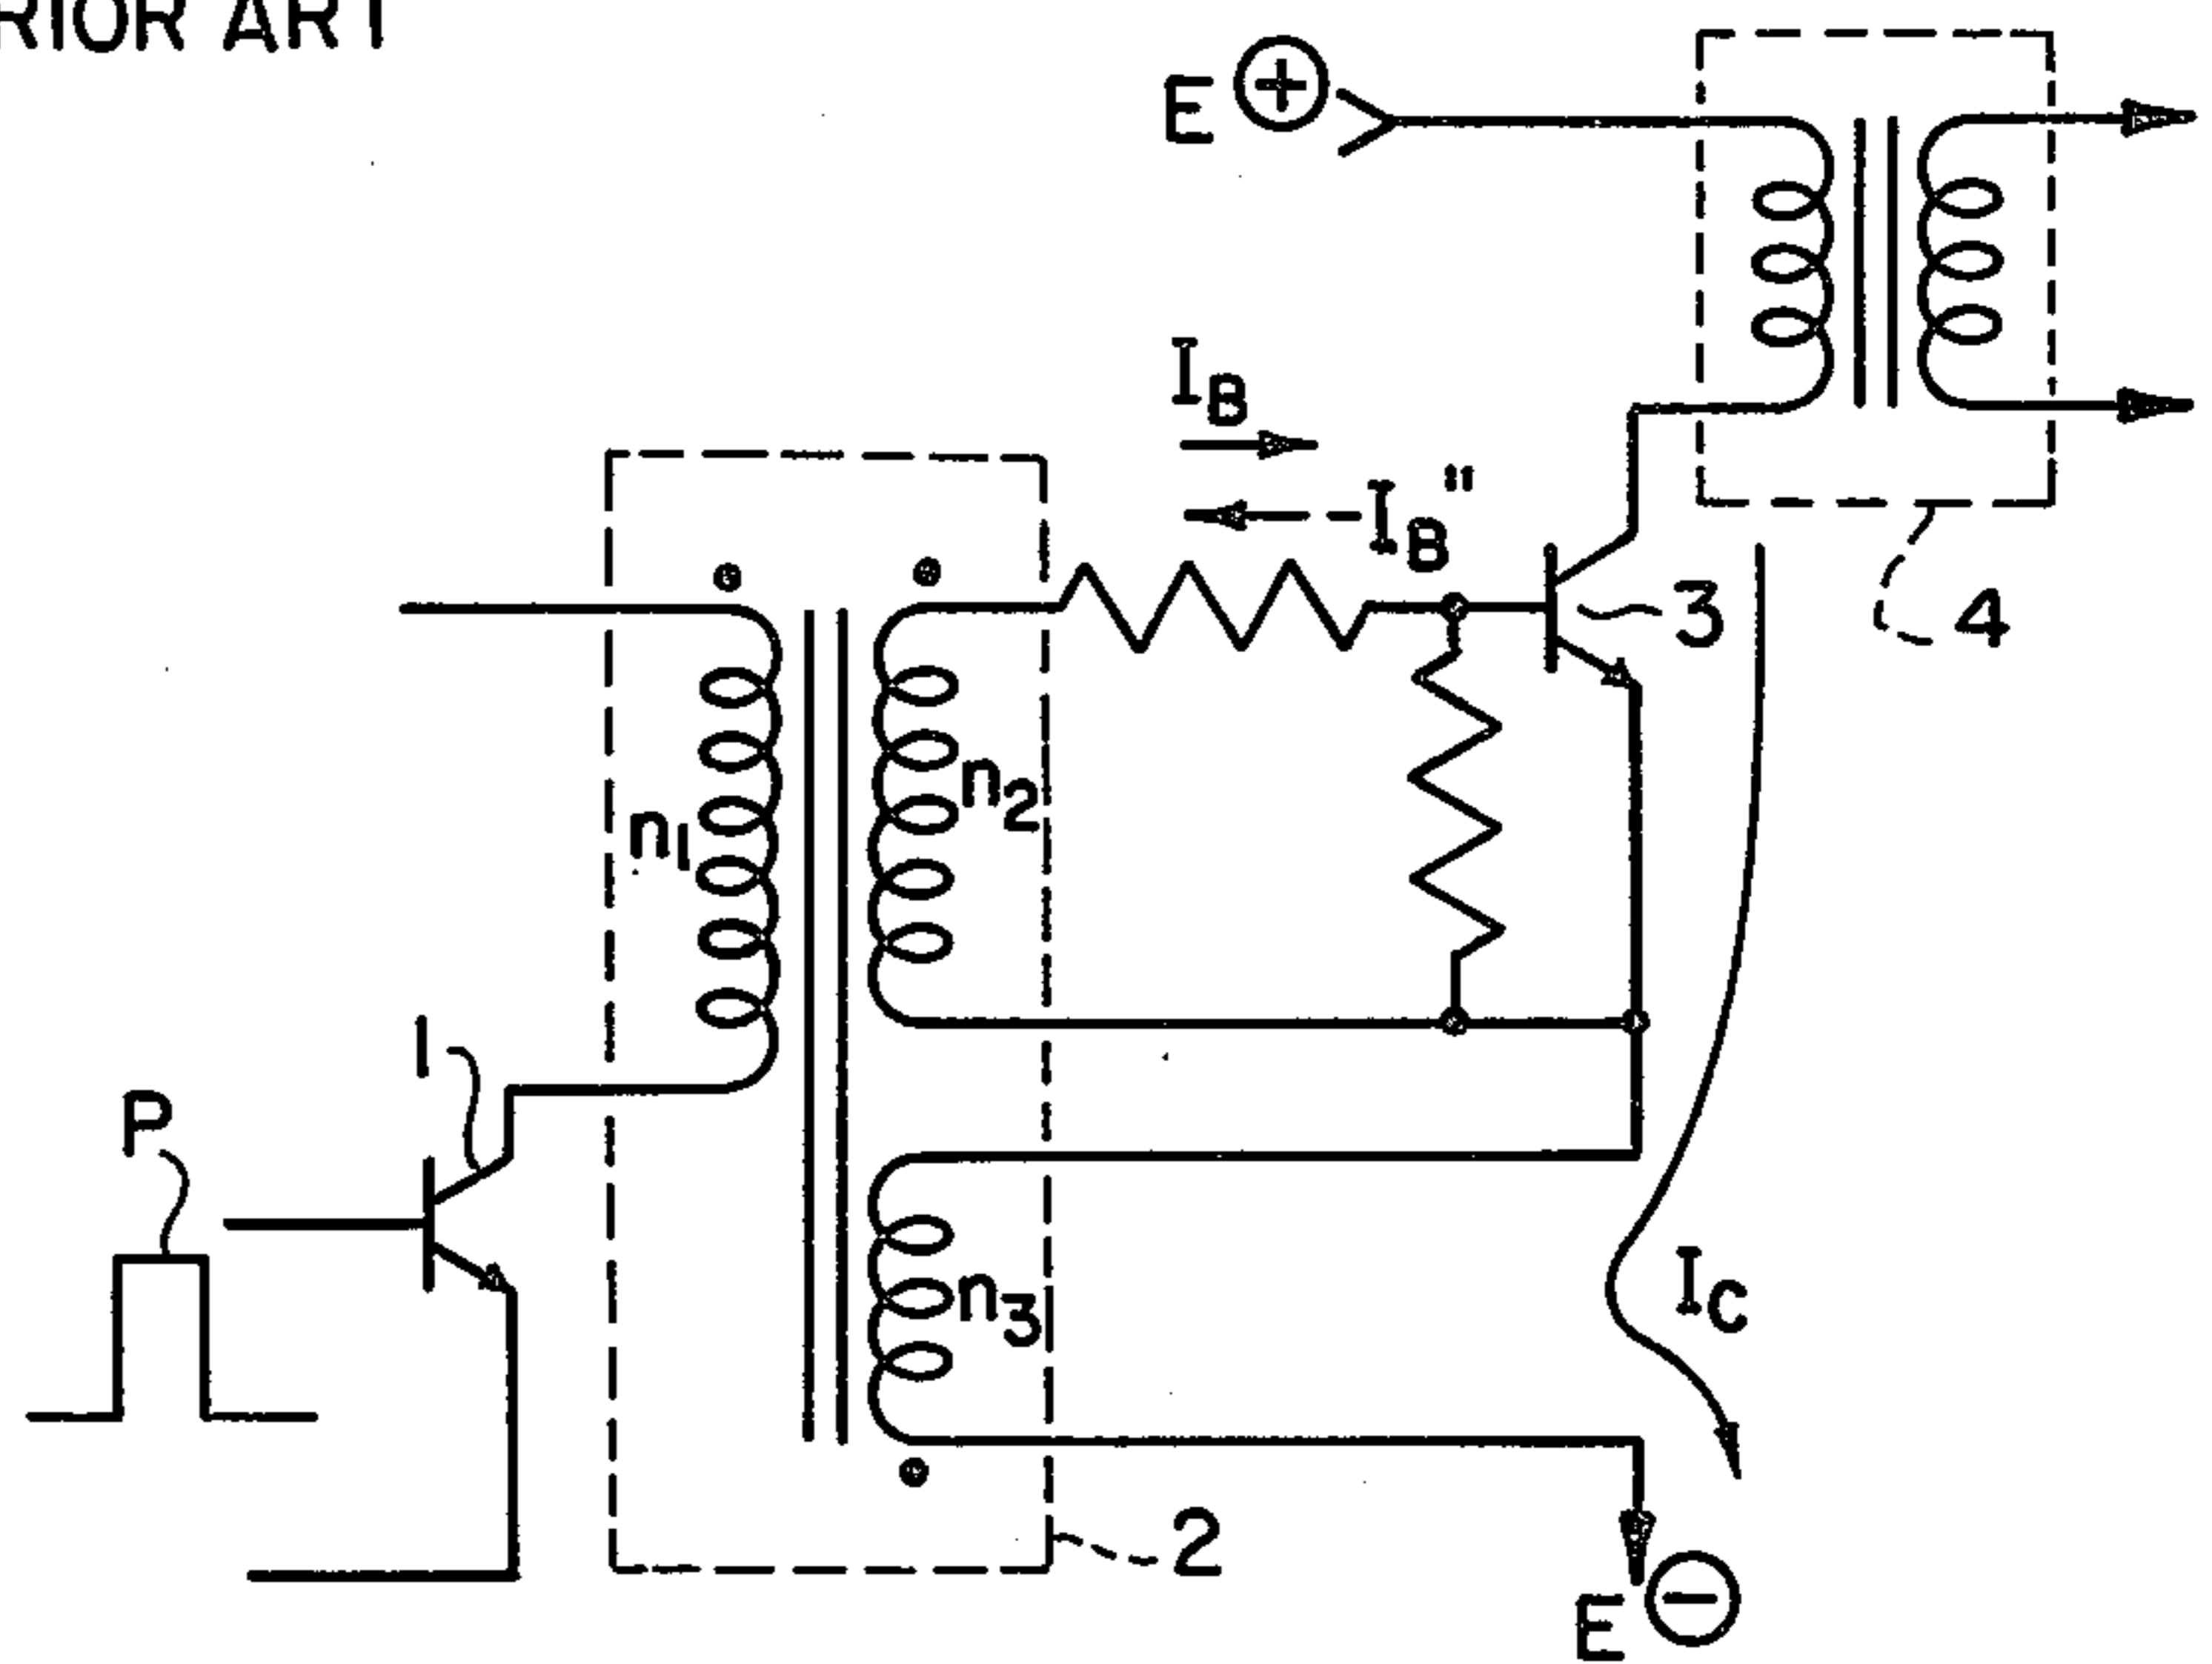 RIOR ART
E +
I_B
I_B"
3
4
n_2
n_1
1
P
n_3
I_C
2
E −